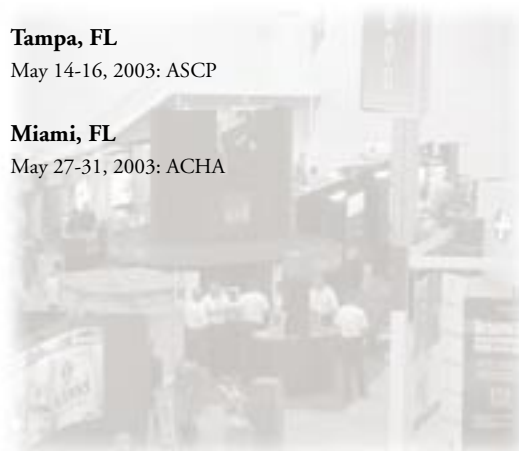 Tampa, FL
May 14-16, 2003: ASCP
Miami, FL
May 27-31, 2003: ACHA